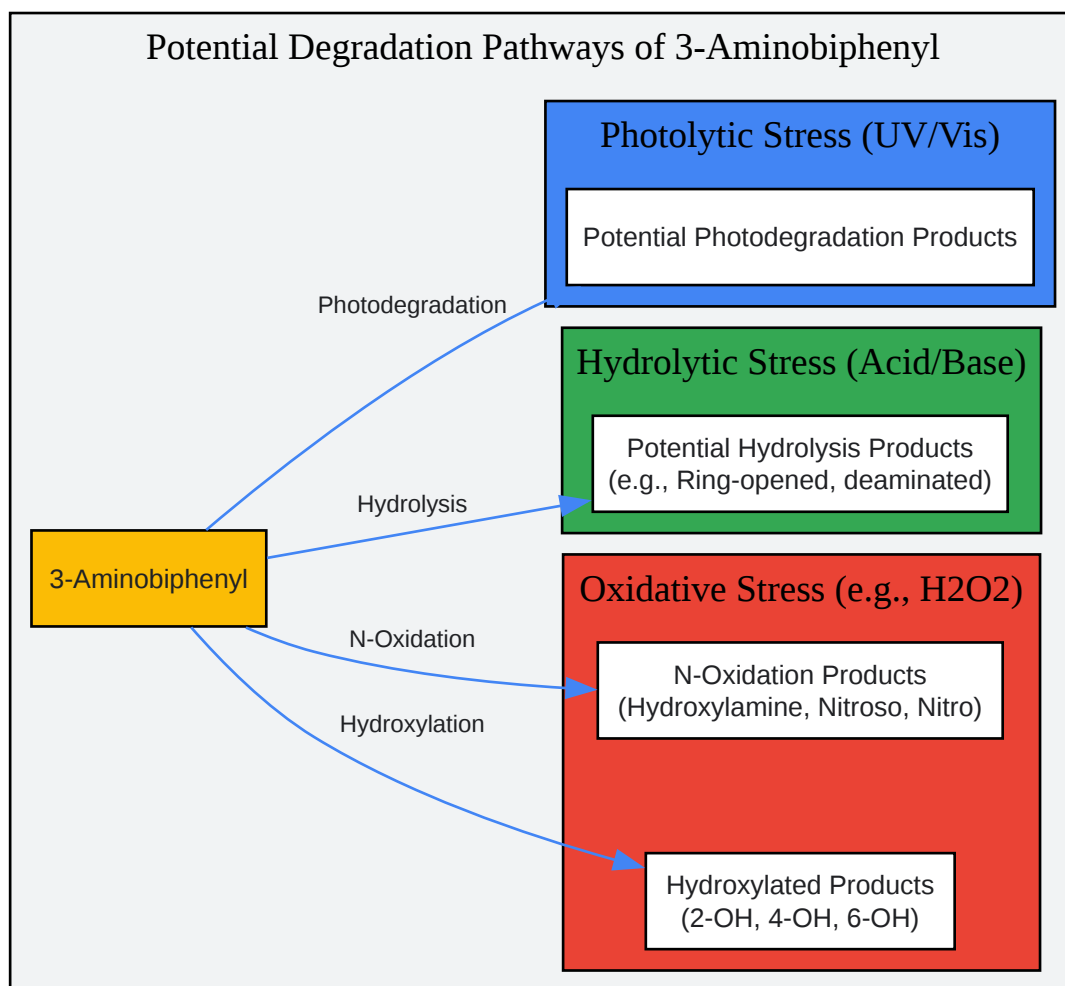 Potential Degradation Pathways of 3-Aminobiphenyl
Photolytic Stress (UV/Vis)
Potential Photodegradation Products
Photodegradation
Hydrolytic Stress (Acid/Base)
Potential Hydrolysis Products
(e.g., Ring-opened, deaminated)
Hydrolysis
3-Aminobiphenyl
Oxidative Stress (e.g., H2O2)
N-Oxidation
N-Oxidation Products
(Hydroxylamine, Nitroso, Nitro)
Hydroxylation
Hydroxylated Products
(2-OH, 4-OH, 6-OH)